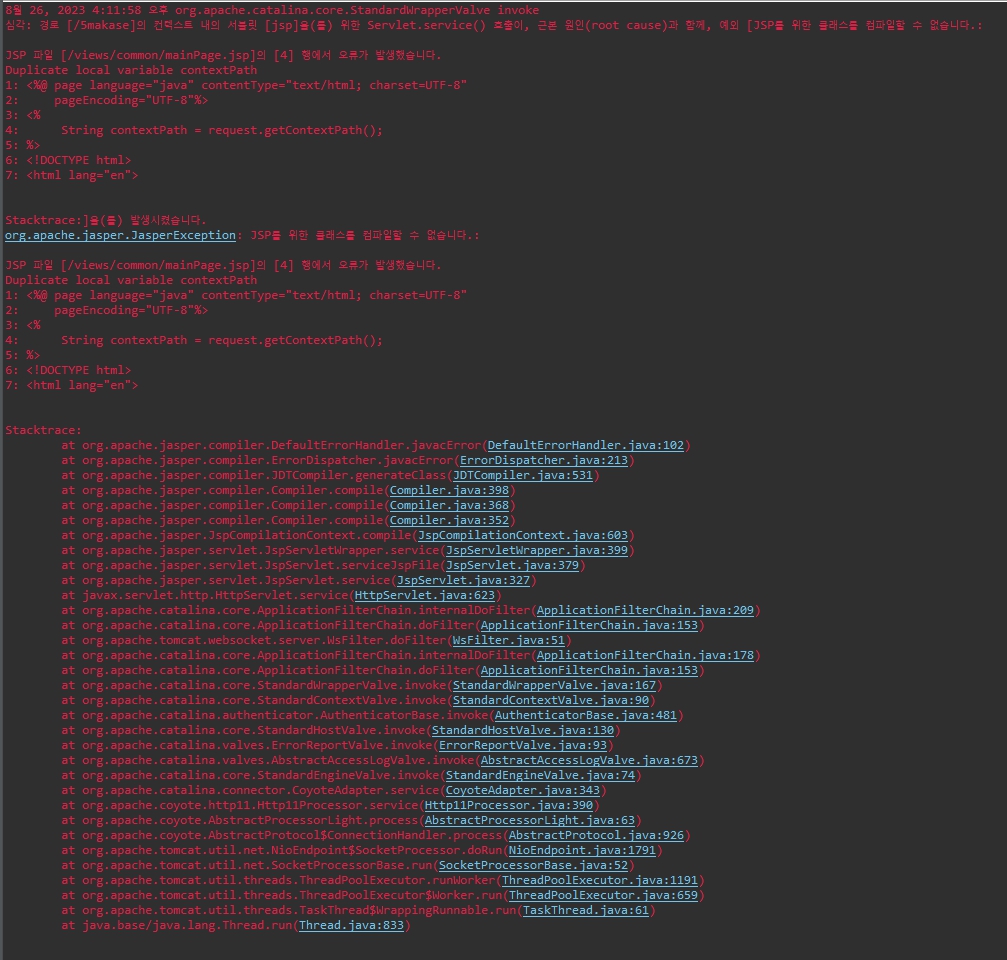 8월 26, 2023 4:11:58 오후 org.apache.catalina.core.StandardWrapperValve invoke
심각: 경로 [/5makase]의 컨텍스트 내의 서블릿 [jsp]을(를) 위한 Servlet.service() 호출이, 근본 원인(root cause)과 함께, 예외 [JSP를 위한 클래스를 컴파일할 수 없습니다.:

JSP 파일 [/views/common/mainPage.jsp]의 [4] 행에서 오류가 발생했습니다.
Duplicate local variable contextPath
1: <%@ page language="java" contentType="text/html; charset=UTF-8"
2:     pageEncoding="UTF-8"%>
3: <%
4:      String contextPath = request.getContextPath();
5: %>
6: <!DOCTYPE html>
7: <html lang="en">


Stacktrace:]을(를) 발생시켰습니다.
org.apache.jasper.JasperException: JSP를 위한 클래스를 컴파일할 수 없습니다.:

JSP 파일 [/views/common/mainPage.jsp]의 [4] 행에서 오류가 발생했습니다.
Duplicate local variable contextPath
1: <%@ page language="java" contentType="text/html; charset=UTF-8"
2:     pageEncoding="UTF-8"%>
3: <%
4:      String contextPath = request.getContextPath();
5: %>
6: <!DOCTYPE html>
7: <html lang="en">


Stacktrace:
	at org.apache.jasper.compiler.DefaultErrorHandler.javacError(DefaultErrorHandler.java:102)
	at org.apache.jasper.compiler.ErrorDispatcher.javacError(ErrorDispatcher.java:213)
	at org.apache.jasper.compiler.JDTCompiler.generateClass(JDTCompiler.java:531)
	at org.apache.jasper.compiler.Compiler.compile(Compiler.java:398)
	at org.apache.jasper.compiler.Compiler.compile(Compiler.java:368)
	at org.apache.jasper.compiler.Compiler.compile(Compiler.java:352)
	at org.apache.jasper.JspCompilationContext.compile(JspCompilationContext.java:603)
	at org.apache.jasper.servlet.JspServletWrapper.service(JspServletWrapper.java:399)
	at org.apache.jasper.servlet.JspServlet.serviceJspFile(JspServlet.java:379)
	at org.apache.jasper.servlet.JspServlet.service(JspServlet.java:327)
	at javax.servlet.http.HttpServlet.service(HttpServlet.java:623)
	at org.apache.catalina.core.ApplicationFilterChain.internalDoFilter(ApplicationFilterChain.java:209)
	at org.apache.catalina.core.ApplicationFilterChain.doFilter(ApplicationFilterChain.java:153)
	at org.apache.tomcat.websocket.server.WsFilter.doFilter(WsFilter.java:51)
	at org.apache.catalina.core.ApplicationFilterChain.internalDoFilter(ApplicationFilterChain.java:178)
	at org.apache.catalina.core.ApplicationFilterChain.doFilter(ApplicationFilterChain.java:153)
	at org.apache.catalina.core.StandardWrapperValve.invoke(StandardWrapperValve.java:167)
	at org.apache.catalina.core.StandardContextValve.invoke(StandardContextValve.java:90)
	at org.apache.catalina.authenticator.AuthenticatorBase.invoke(AuthenticatorBase.java:481)
	at org.apache.catalina.core.StandardHostValve.invoke(StandardHostValve.java:130)
	at org.apache.catalina.valves.ErrorReportValve.invoke(ErrorReportValve.java:93)
	at org.apache.catalina.valves.AbstractAccessLogValve.invoke(AbstractAccessLogValve.java:673)
	at org.apache.catalina.core.StandardEngineValve.invoke(StandardEngineValve.java:74)
	at org.apache.catalina.connector.CoyoteAdapter.service(CoyoteAdapter.java:343)
	at org.apache.coyote.http11.Http11Processor.service(Http11Processor.java:390)
	at org.apache.coyote.AbstractProcessorLight.process(AbstractProcessorLight.java:63)
	at org.apache.coyote.AbstractProtocol$ConnectionHandler.process(AbstractProtocol.java:926)
	at org.apache.tomcat.util.net.NioEndpoint$SocketProcessor.doRun(NioEndpoint.java:1791)
	at org.apache.tomcat.util.net.SocketProcessorBase.run(SocketProcessorBase.java:52)
	at org.apache.tomcat.util.threads.ThreadPoolExecutor.runWorker(ThreadPoolExecutor.java:1191)
	at org.apache.tomcat.util.threads.ThreadPoolExecutor$Worker.run(ThreadPoolExecutor.java:659)
	at org.apache.tomcat.util.threads.TaskThread$WrappingRunnable.run(TaskThread.java:61)
	at java.base/java.lang.Thread.run(Thread.java:833)